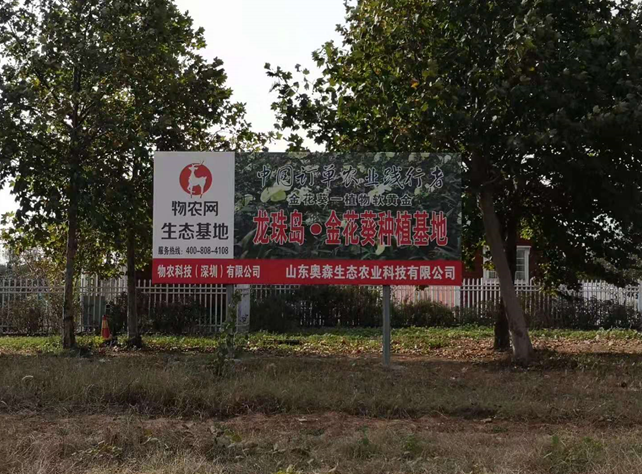 物农网
生态基地
服务热线：400-808-4108
中国订单农业践行者
金花葵—植物软黄金
龙珠岛·金花葵种植基地
物农科技（深圳）有限公司
山东奥森生态农业科技有限公司